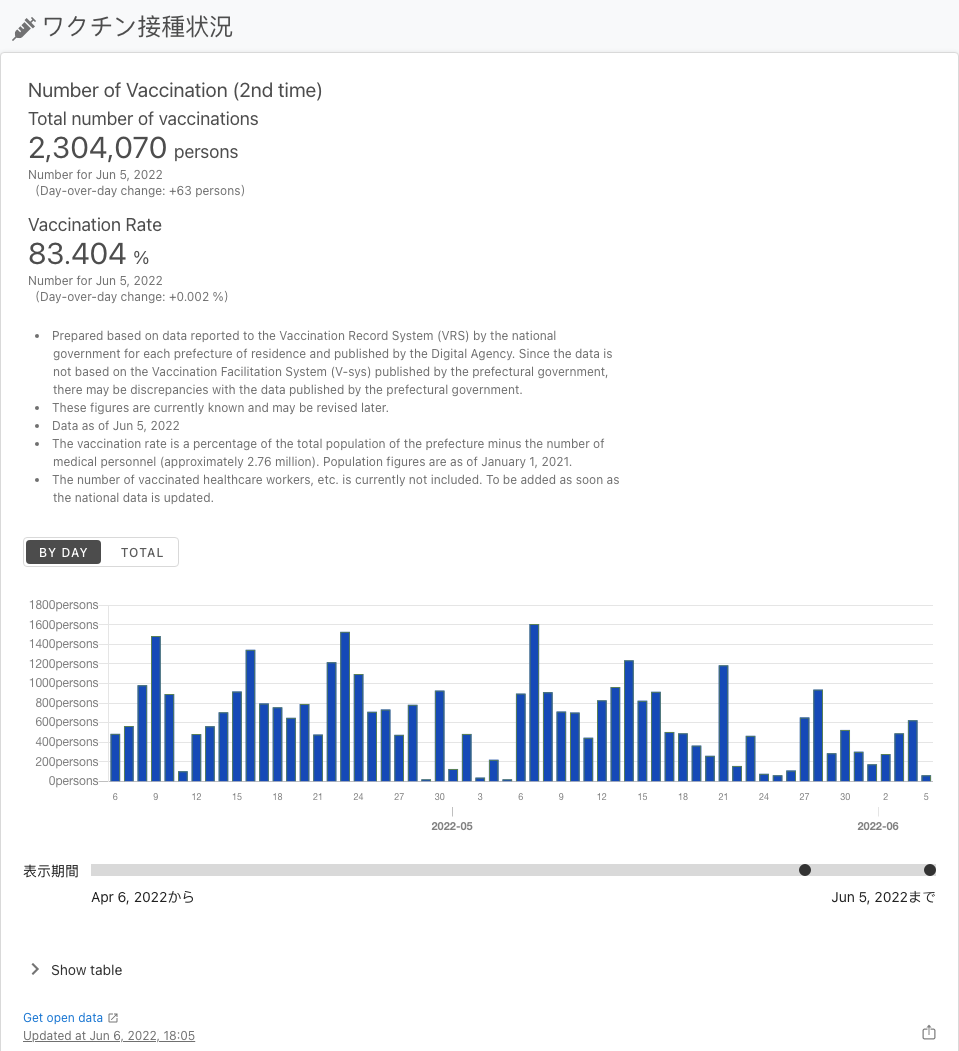 ワクチン接種状況
Number of Vaccination (2nd time)
Total number of vaccinations
2,304,070 persons
Number for Jun 5, 2022
(Day-over-day change: +63 persons)
Vaccination Rate
83.404 %
Number for Jun 5, 2022
(Day-over-day change: +0.002 %)
• Prepared based on data reported to the Vaccination Record System (VRS) by the national
government for each prefecture of residence and published by the Digital Agency. Since the data is
not based on the Vaccination Facilitation System (V-sys) published by the prefectural government,
there may be discrepancies with the data published by the prefectural government.
• These figures are currently known and may be revised later.
• Data as of Jun 5, 2022
• The vaccination rate is a percentage of the total population of the prefecture minus the number of
medical personnel (approximately 2.76 million). Population figures are as of January 1, 2021.
• The number of vaccinated healthcare workers, etc. is currently not included. To be added as soon as
the national data is updated.
BY DAY TOTAL
1800persons
1600persons
1400persons
1200persons
1000persons
800persons
600persons
400persons
200persons
0persons
6 9 12 15 18 21 24 27 30 3 6 9 12 15 18 21 24 27 30 2 5
2022-05 2022-06
表示期間
Apr 6, 2022から Jun 5, 2022まで
Show table
Get open data
Updated at Jun 6, 2022, 18:05